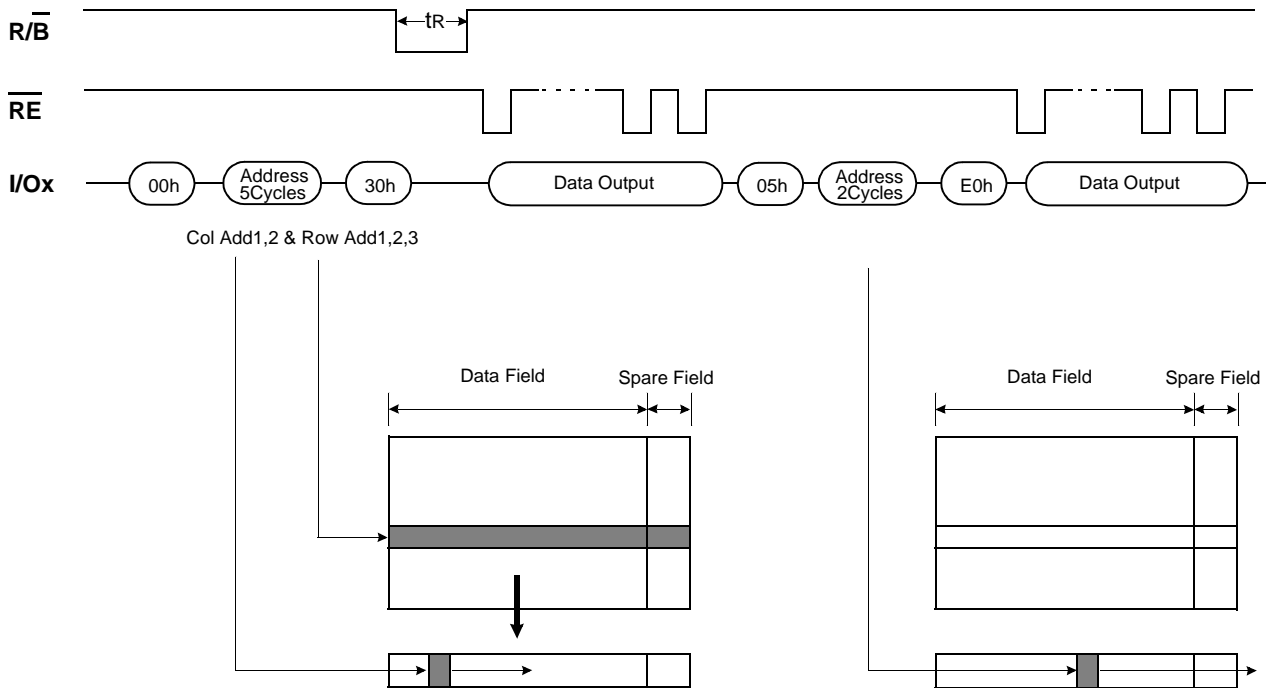 R/B̅
tR
R̅E̅
I/Ox
00h
Address
5Cycles
30h
Data Output
05h
Address
2Cycles
E0h
Data Output
Col Add1,2 & Row Add1,2,3
Data Field
Spare Field
Data Field
Spare Field